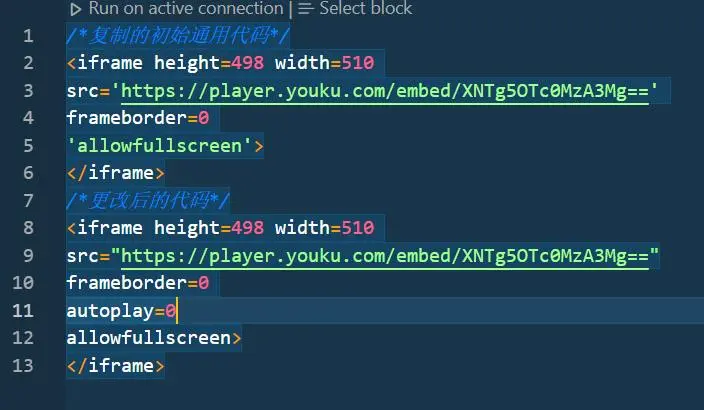 Run on active connection | Select block
1 /*复制的初始通用代码*/
2 <iframe height=498 width=510
3 src='https://player.youku.com/embed/XNTg5OTc0MzA3Mg=='
4 frameborder=0
5 'allowfullscreen'>
6 </iframe>
7 /*更改后的代码*/
8 <iframe height=498 width=510
9 src="https://player.youku.com/embed/XNTg5OTc0MzA3Mg=="
10 frameborder=0
11 autoplay=0
12 allowfullscreen>
13 </iframe>